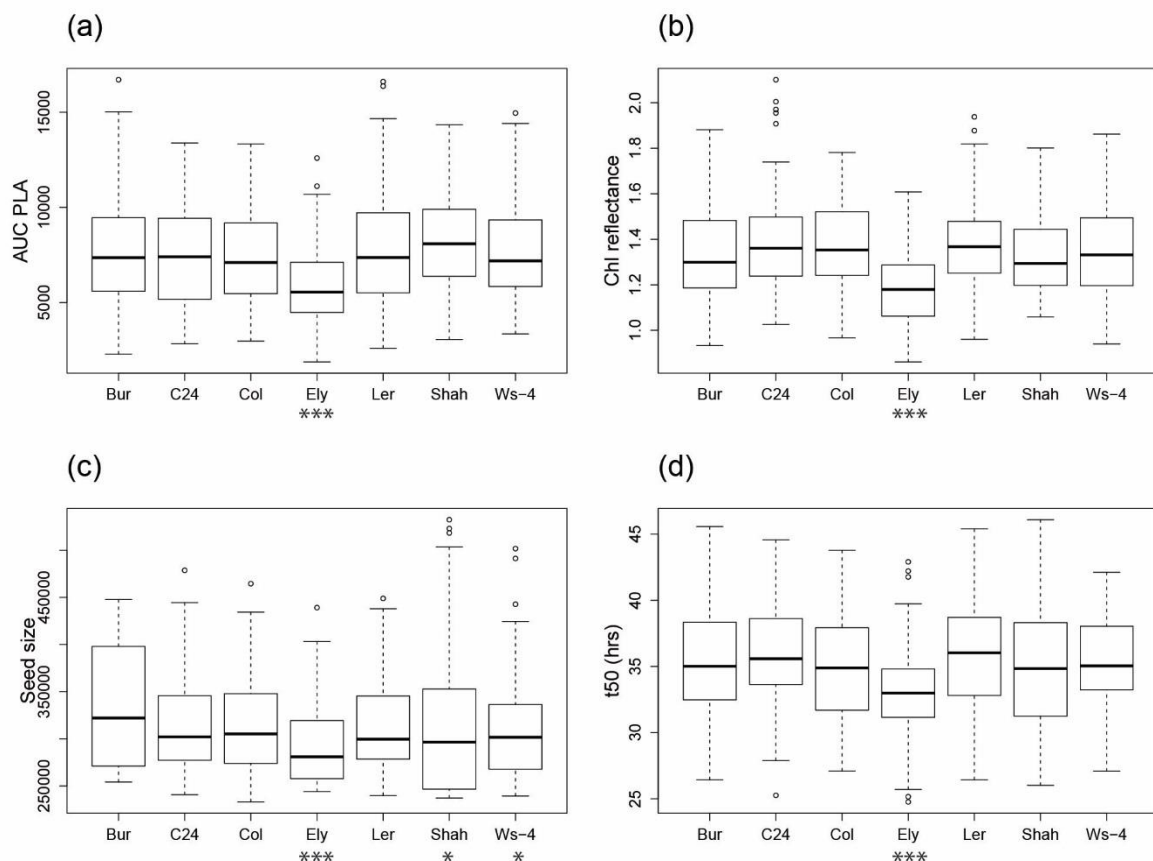 (a)
AUC PLA
15000
10000
5000
Bur C24 Col Ely Ler Shah Ws-4
***
(b)
Chl reflectance
2.0
1.8
1.6
1.4
1.2
1.0
Bur C24 Col Ely Ler Shah Ws-4
***
(c)
Seed size
450000
350000
250000
Bur C24 Col Ely Ler Shah Ws-4
*** * *
(d)
t50 (hrs)
45
40
35
30
25
Bur C24 Col Ely Ler Shah Ws-4
***